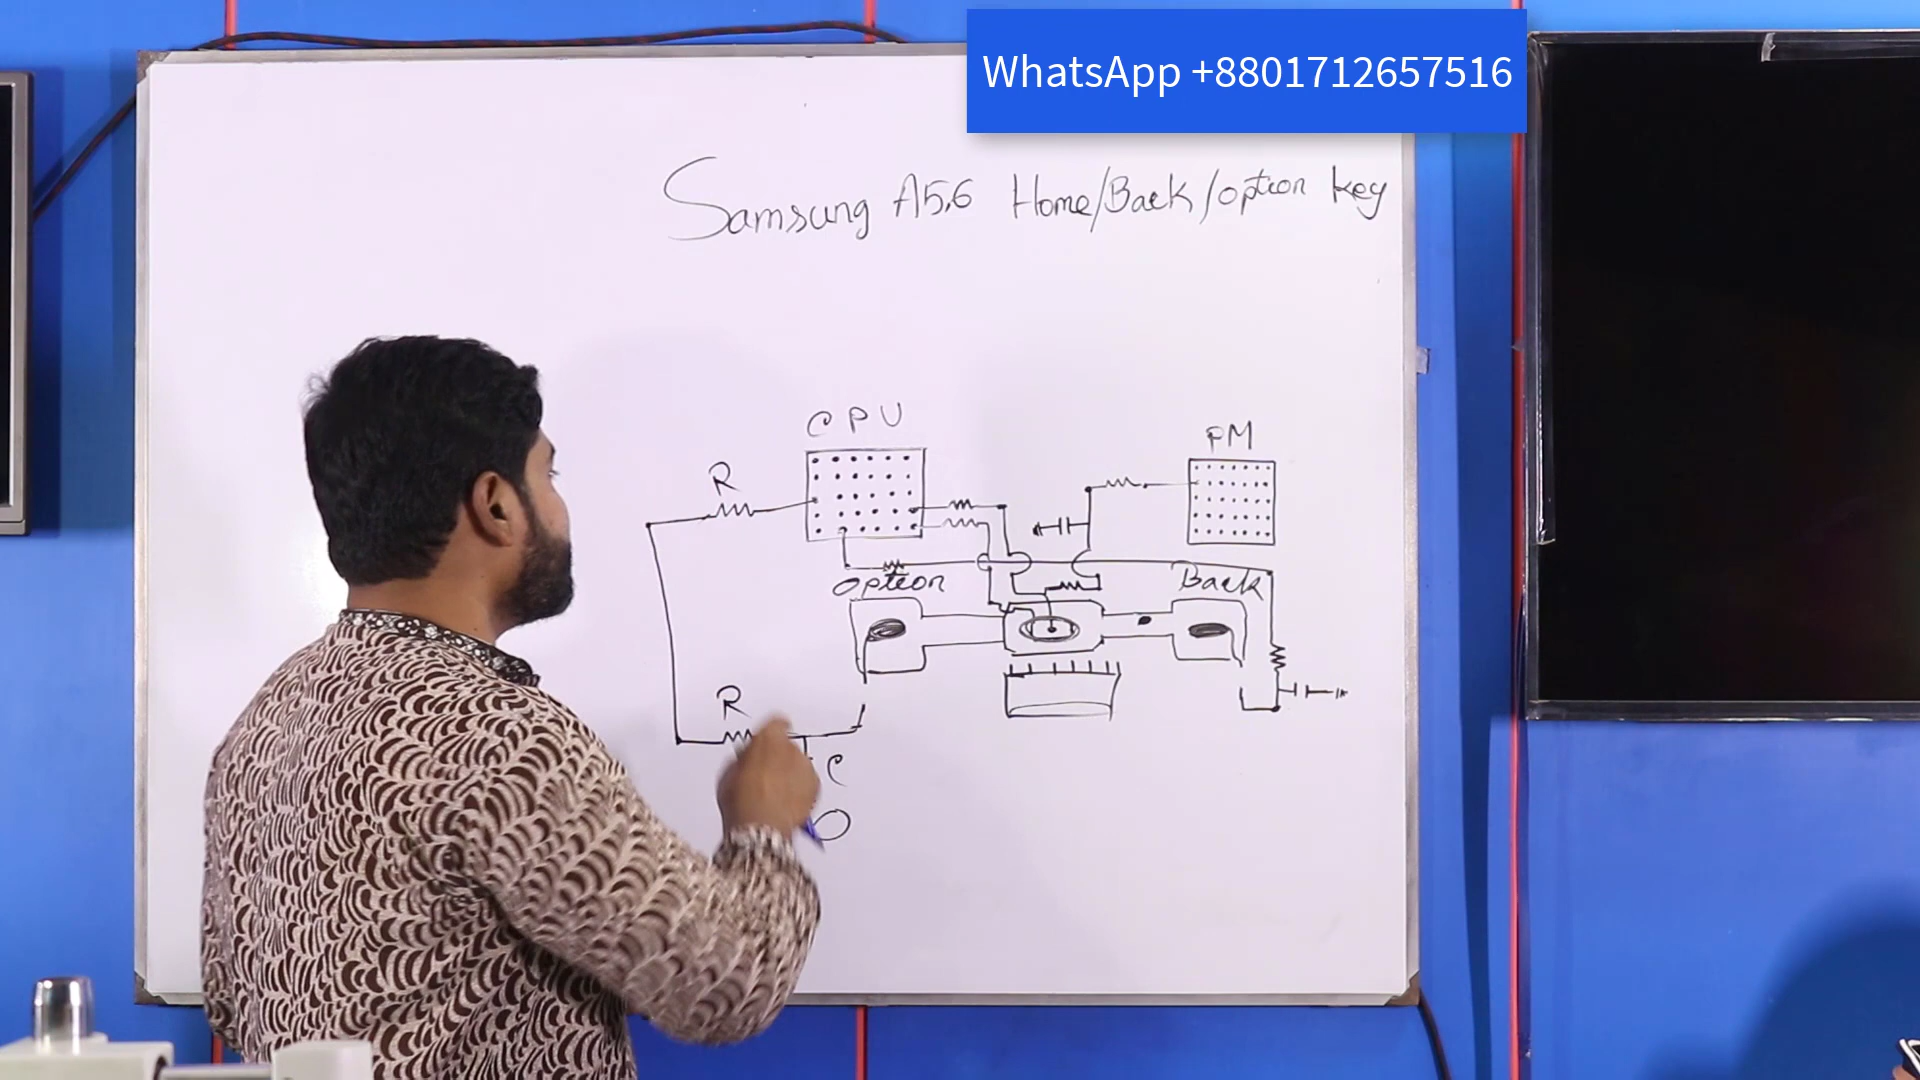 WhatsApp +8801712657516
Samsung A5,6 Home/Back/option key
CPU
PM
R
option
Back
R
C